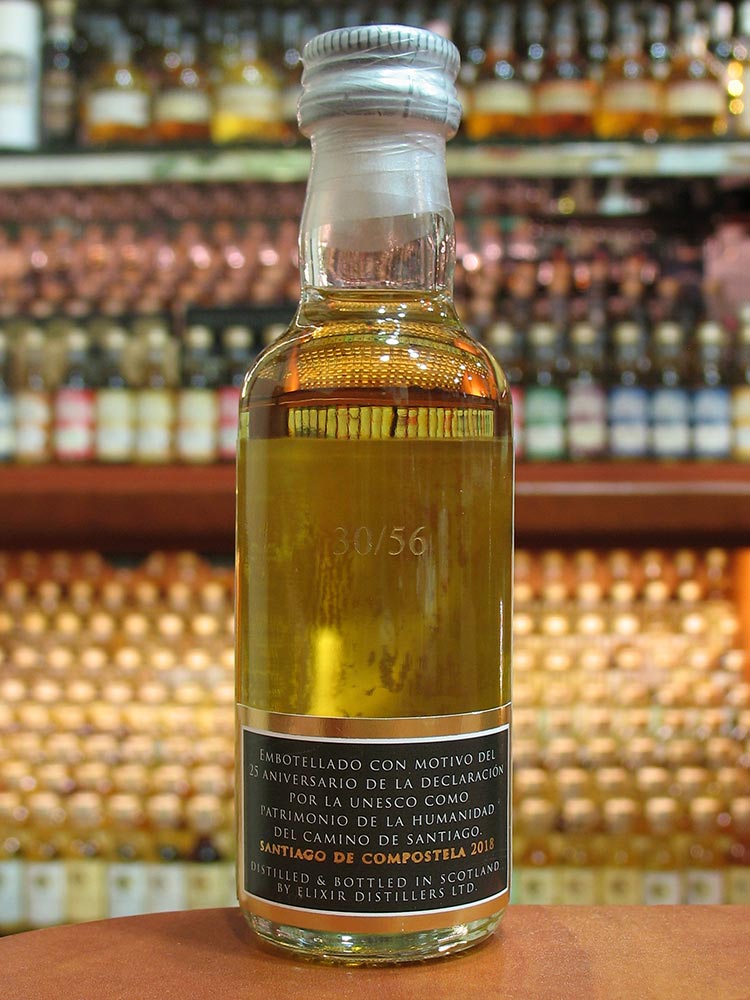 30/56
EMBOTELLADO CON MOTIVO DEL
25 ANIVERSARIO DE LA DECLARACIÓN
POR LA UNESCO COMO
PATRIMONIO DE LA HUMANIDAD
DEL CAMINO DE SANTIAGO.
SANTIAGO DE COMPOSTELA 2018
DISTILLED & BOTTLED IN SCOTLAND
BY ELIXIR DISTILLERS LTD.